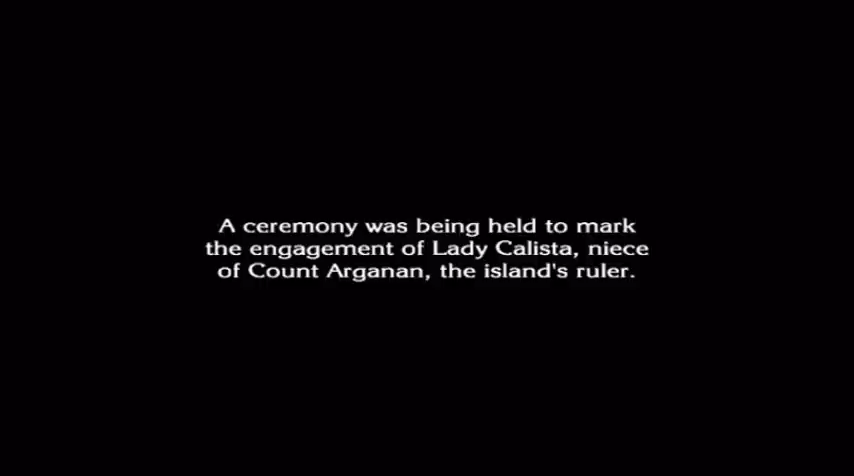 A ceremony was being held to mark
the engagement of Lady Calista, niece
of Count Arganan, the island's ruler.